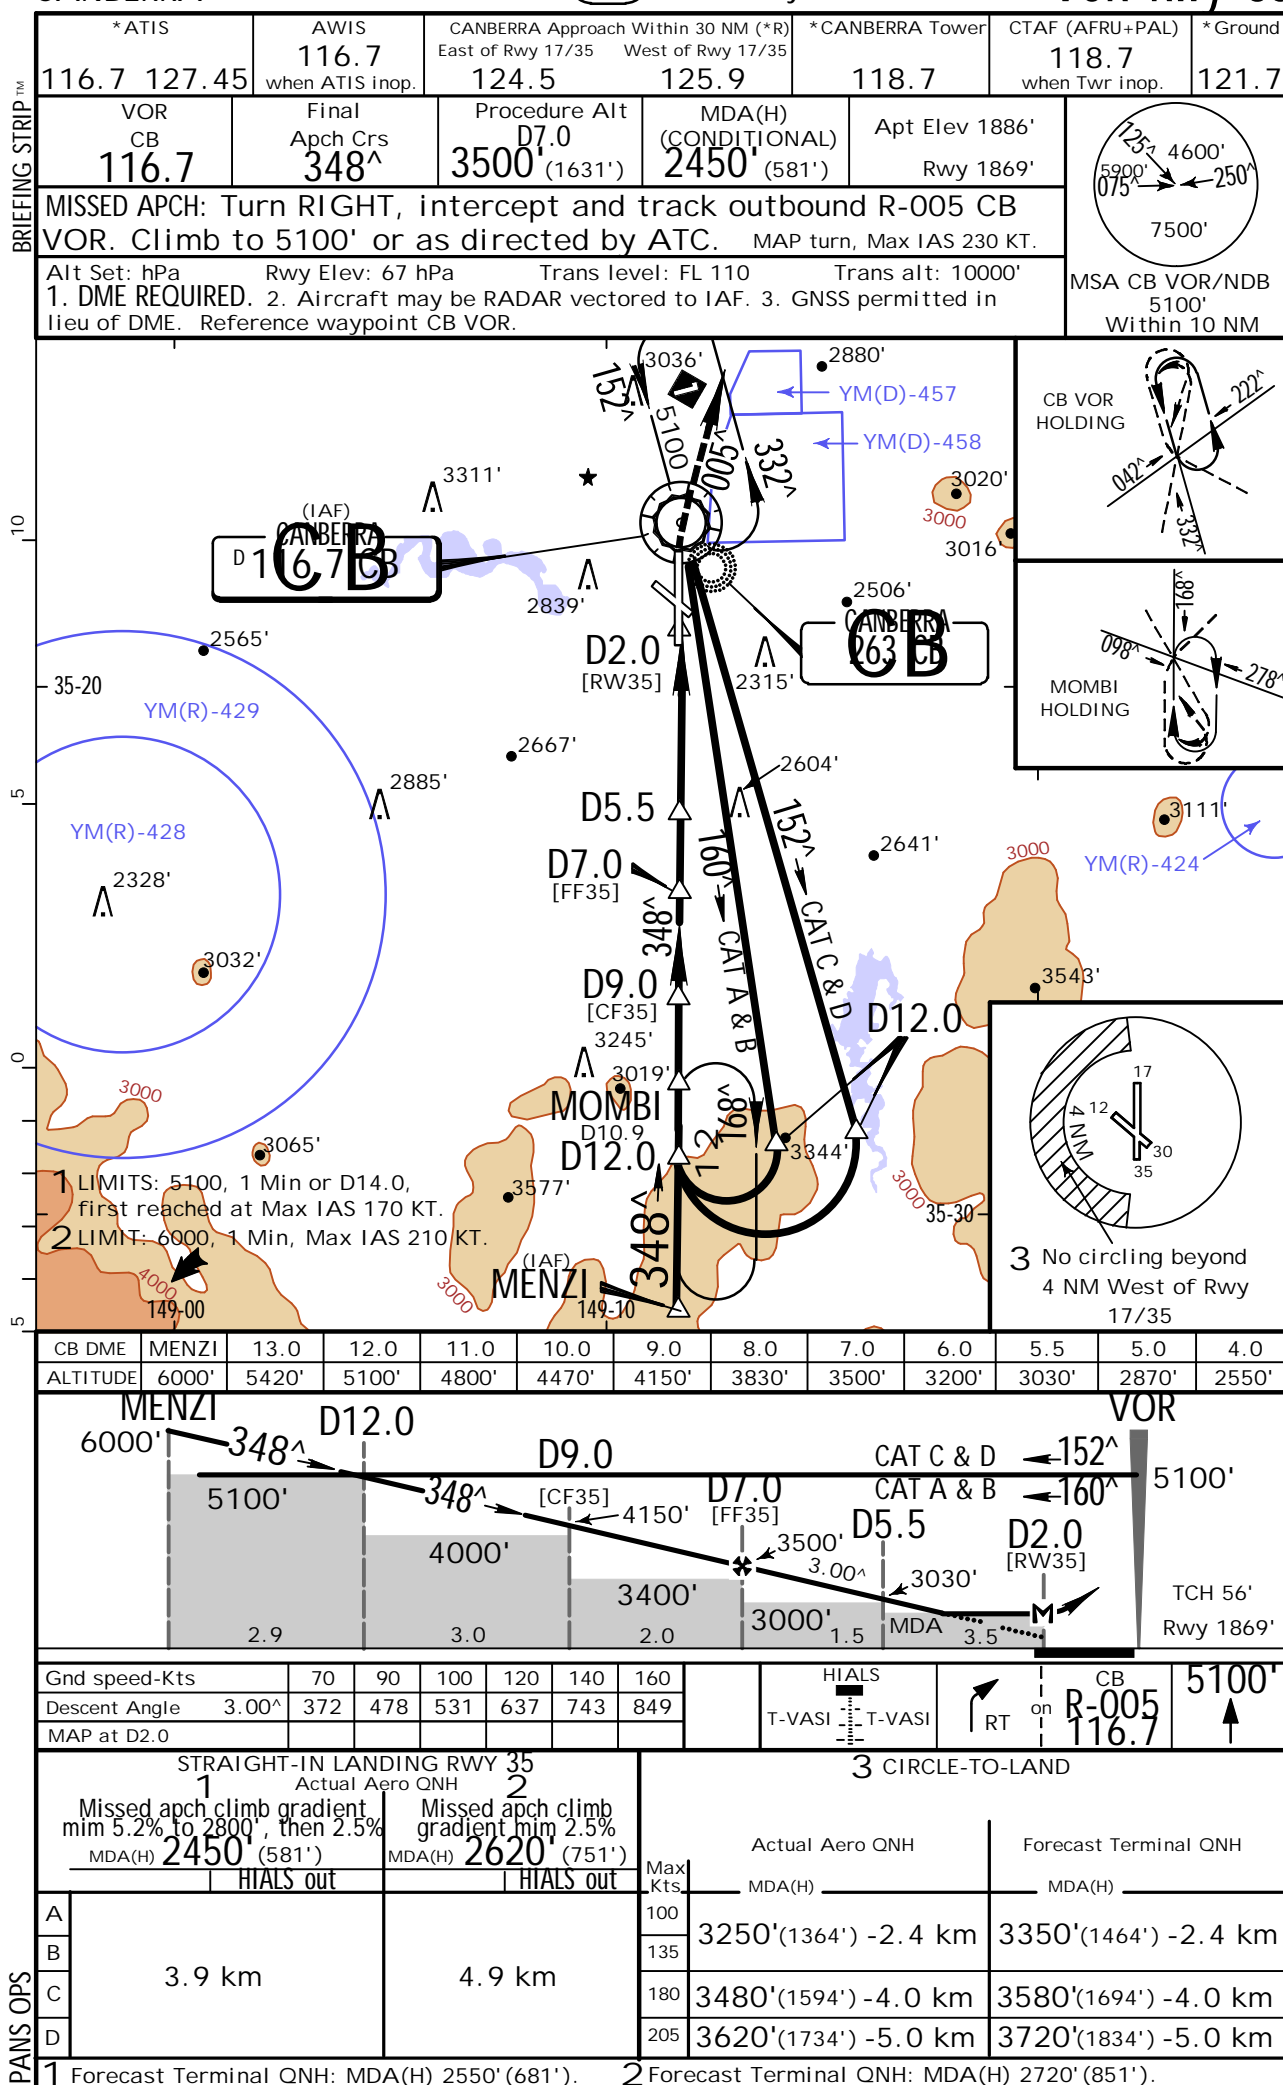 *ATIS
116.7 127.45
AWIS
116.7
when ATIS inop.
CANBERRA Approach Within 30 NM (*R)
East of Rwy 17/35 West of Rwy 17/35
124.5 125.9
*CANBERRA Tower
118.7
CTAF (AFRU+PAL)
118.7
when Twr inop.
*Ground
121.7
BRIEFING STRIP™
VOR
CB
116.7
Final
Apch Crs
348^
Procedure Alt
D7.0
3500' (1631')
MDA(H)
(CONDITIONAL)
2450' (581')
Apt Elev 1886'
Rwy 1869'
125^
4600'
5900'
075^
250^
7500'
MSA CB VOR/NDB
5100'
Within 10 NM
MISSED APCH: Turn RIGHT, intercept and track outbound R-005 CB
VOR. Climb to 5100' or as directed by ATC. MAP turn, Max IAS 230 KT.
Alt Set: hPa Rwy Elev: 67 hPa Trans level: FL 110 Trans alt: 10000'
1. DME REQUIRED. 2. Aircraft may be RADAR vectored to IAF. 3. GNSS permitted in
lieu of DME. Reference waypoint CB VOR.
3036'
152^
1
5100
005^
332^
2880'
YM(D)-457
YM(D)-458
CB VOR
HOLDING
222^
042^
332^
3311'
3020'
3000
3016'
10
(IAF)
CANBERRA
D 116.7 CB
CB
2839'
2506'
CANBERRA
263 CB
CB
168^
098^
278^
MOMBI
HOLDING
2565'
35-20
YM(R)-429
D2.0
[RW35]
2315'
2667'
2604'
2885'
5
D5.5
152^
CAT C & D
160^
CAT A & B
YM(R)-428
2328'
D7.0
[FF35]
2641'
3111'
3000
YM(R)-424
348^
3032'
D9.0
[CF35]
3543'
D12.0
3245'
0
3000
3019'
MOMBI
D10.9
168^
D12.0
1 2
3344'
17
12
4 NM
30
35
3065'
3000
35-30
3577'
1 LIMITS: 5100, 1 Min or D14.0,
first reached at Max IAS 170 KT.
2 LIMIT: 6000, 1 Min, Max IAS 210 KT.
348^
3 No circling beyond
4 NM West of Rwy
17/35
4000
3000
(IAF)
MENZI
149-00
149-10
5
CB DME MENZI 13.0 12.0 11.0 10.0 9.0 8.0 7.0 6.0 5.5 5.0 4.0
ALTITUDE 6000' 5420' 5100' 4800' 4470' 4150' 3830' 3500' 3200' 3030' 2870' 2550'
MENZI
6000'
348^
D12.0
D9.0
[CF35]
4150'
D7.0
[FF35]
3500'
3.00^
D5.5
3030'
D2.0
[RW35]
VOR
CAT C & D 152^
CAT A & B 160^
5100'
5100'
348^
4000'
3400'
3000'
MDA
M
TCH 56'
Rwy 1869'
2.9 3.0 2.0 1.5 3.5
Gnd speed-Kts 70 90 100 120 140 160
Descent Angle 3.00^ 372 478 531 637 743 849
MAP at D2.0
HIALS
T-VASI T-VASI
RT
on
CB
R-005
116.7
5100'
STRAIGHT-IN LANDING RWY 35
Actual Aero QNH
1
Missed apch climb gradient
mim 5.2% to 2800', then 2.5%
MDA(H) 2450' (581')
HIALS out
2
Missed apch climb
gradient mim 2.5%
MDA(H) 2620' (751')
HIALS out
3 CIRCLE-TO-LAND
Max
Kts
Actual Aero QNH
MDA(H)
Forecast Terminal QNH
MDA(H)
A
B
C
D
3.9 km
4.9 km
100
135
3250'(1364') -2.4 km 3350'(1464') -2.4 km
180 3480'(1594') -4.0 km 3580'(1694') -4.0 km
205 3620'(1734') -5.0 km 3720'(1834') -5.0 km
PANS OPS
1 Forecast Terminal QNH: MDA(H) 2550'(681').
2 Forecast Terminal QNH: MDA(H) 2720'(851').